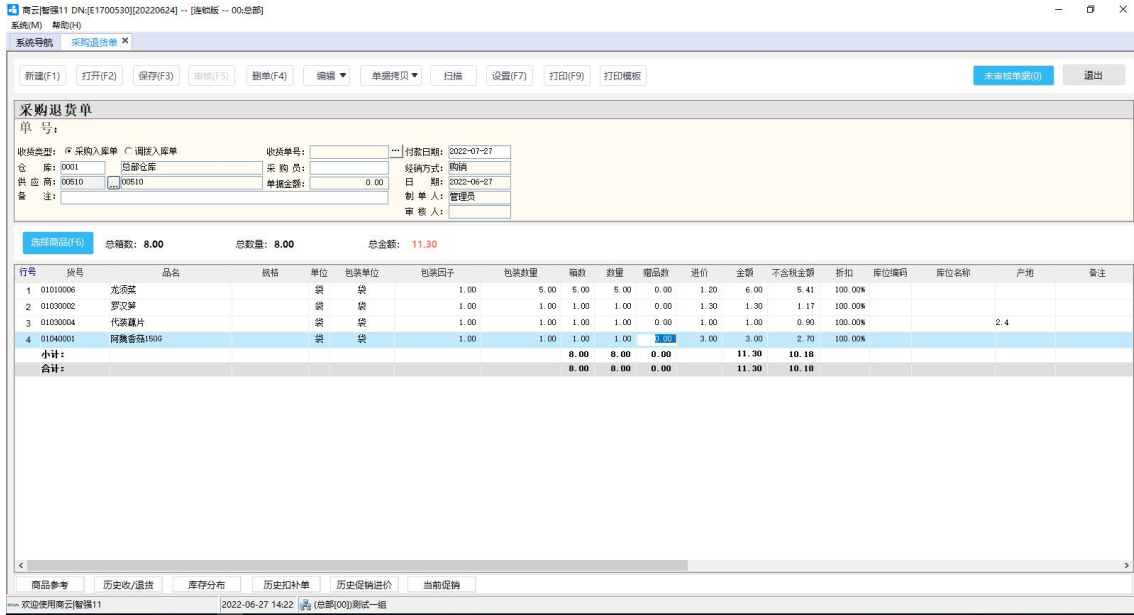 商云|智强11 DN:[E1700530][20220624] -- [连锁版 -- 00:总部]
系统(M) 帮助(H)
系统导航 采购退货单 ×
新建(F1) 打开(F2) 保存(F3) 审核(F5) 删单(F4) 编辑 ▼ 单据拷贝 ▼ 扫描 设置(F7) 打印(F9) 打印模板 未审核单据(0) 退出
采购退货单
单 号:
收货类型: 采购入库单 调拨入库单 收货单号: ... 付款日期: 2022-07-27
仓 库: 0001 总部仓库 采 购 员: 经销方式: 购销
供 应 商: 00510 ... 00510 单据金额: 0.00 日 期: 2022-06-27
备 注: 制 单 人: 管理员
审 核 人:
选择商品(F6) 总箱数: 8.00 总数量: 8.00 总金额: 11.30
行号 货号 品名 规格 单位 包装单位 包装因子 包装数量 箱数 数量 赠品数 进价 金额 不含税金额 折扣 库位编码 库位名称 产地 备注
1 01010006 龙须菜 袋 袋 1.00 5.00 5.00 5.00 0.00 1.20 6.00 5.41 100.00%
2 01030002 罗汉笋 袋 袋 1.00 1.00 1.00 1.00 0.00 1.30 1.30 1.17 100.00%
3 01030004 代装藕片 袋 袋 1.00 1.00 1.00 1.00 0.00 1.00 1.00 0.90 100.00% 2.4
4 01040001 阿魏香菇150G 袋 袋 1.00 1.00 1.00 1.00 0.00 3.00 3.00 2.70 100.00%
小计: 8.00 8.00 0.00 11.30 10.18
合计: 8.00 8.00 0.00 11.30 10.18
商品参考 历史收/退货 库存分布 历史扣补单 历史促销进价 当前促销
欢迎使用商云|智强11 2022-06-27 14:22 (总部[00])测试一组